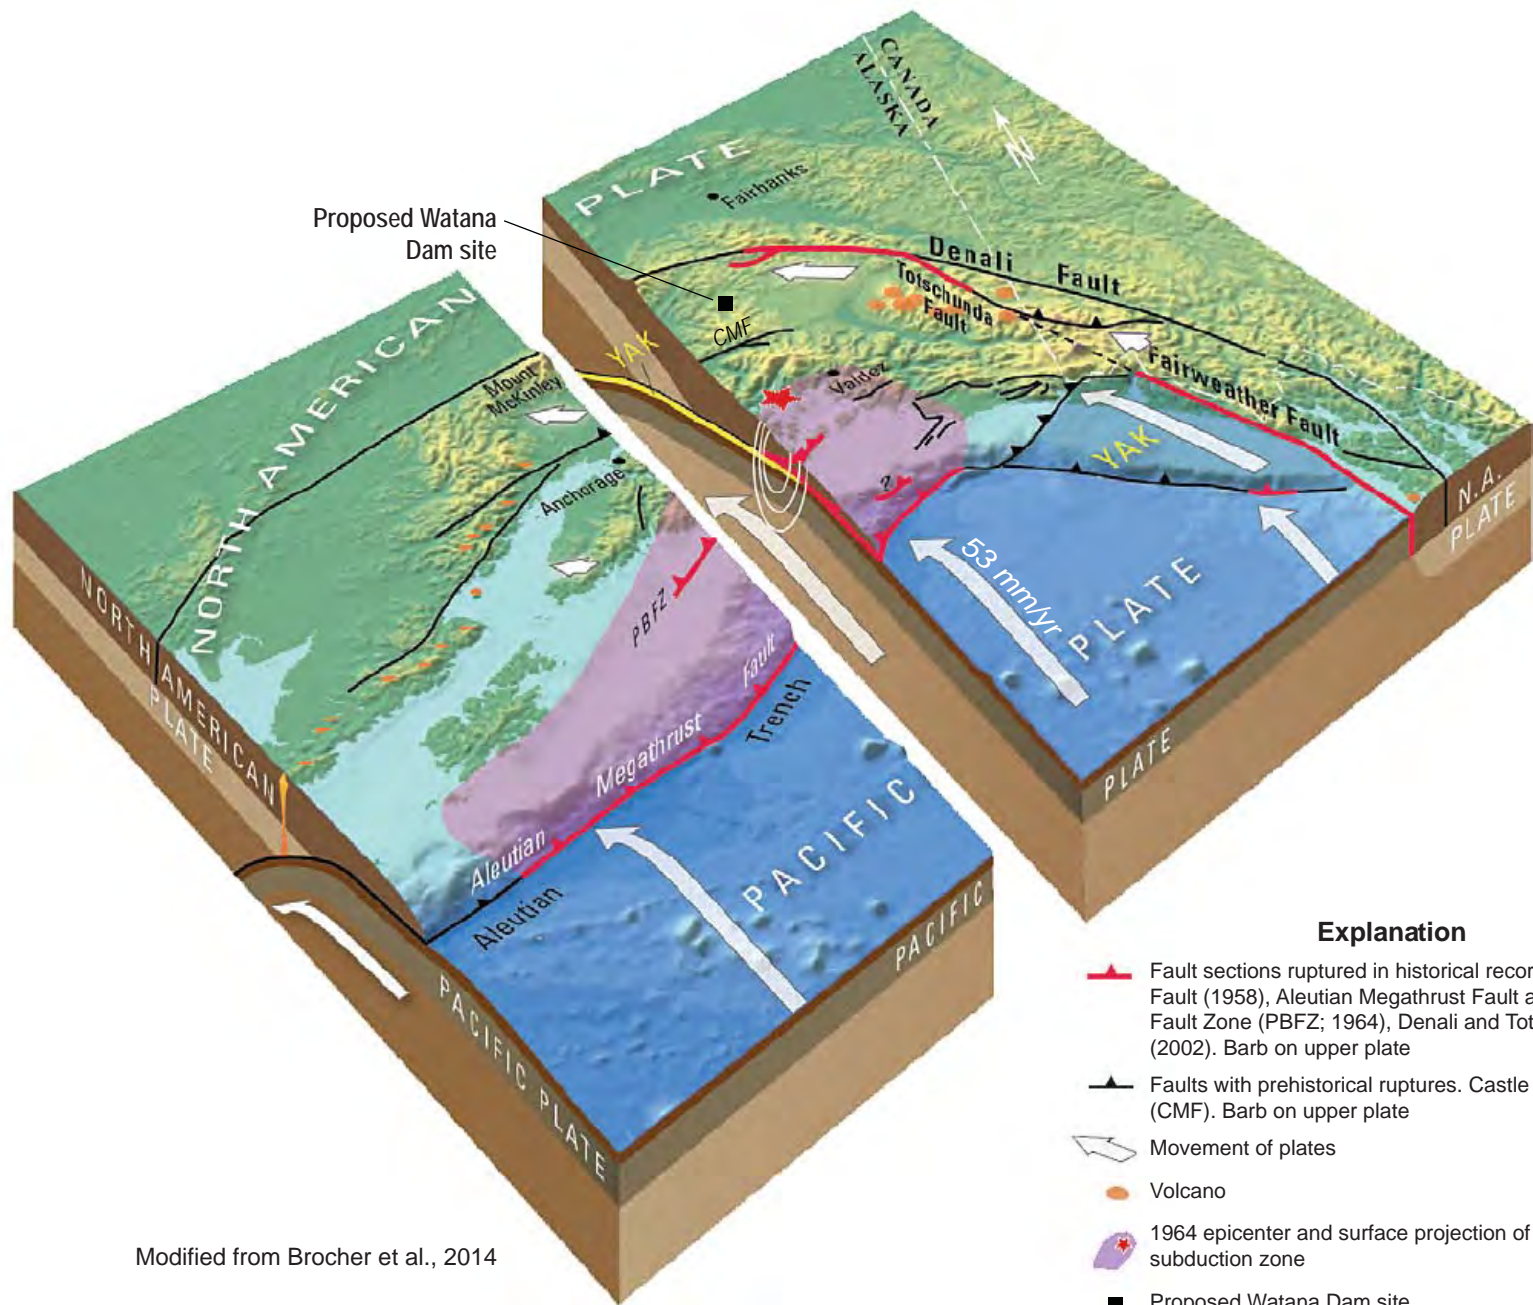 CANADA
ALASKA
N
PLATE
Fairbanks
Proposed Watana
Dam site
Denali Fault
Totschunda
Fault
CMF
YAK
Fairweather Fault
Valdez
YAK
NORTH AMERICAN
Mount
McKinley
Anchorage
N.A.
PLATE
53 mm/yr
PLATE
PBFZ
NORTH AMERICAN
PLATE
Aleutian Megathrust Fault
Aleutian Trench
PACIFIC
PLATE
PACIFIC
PACIFIC PLATE
Explanation
Fault sections ruptured in historical recor
Fault (1958), Aleutian Megathrust Fault a
Fault Zone (PBFZ; 1964), Denali and Tot
(2002). Barb on upper plate
Faults with prehistorical ruptures. Castle
(CMF). Barb on upper plate
Movement of plates
Volcano
1964 epicenter and surface projection of
subduction zone
Proposed Watana Dam site
Modified from Brocher et al., 2014